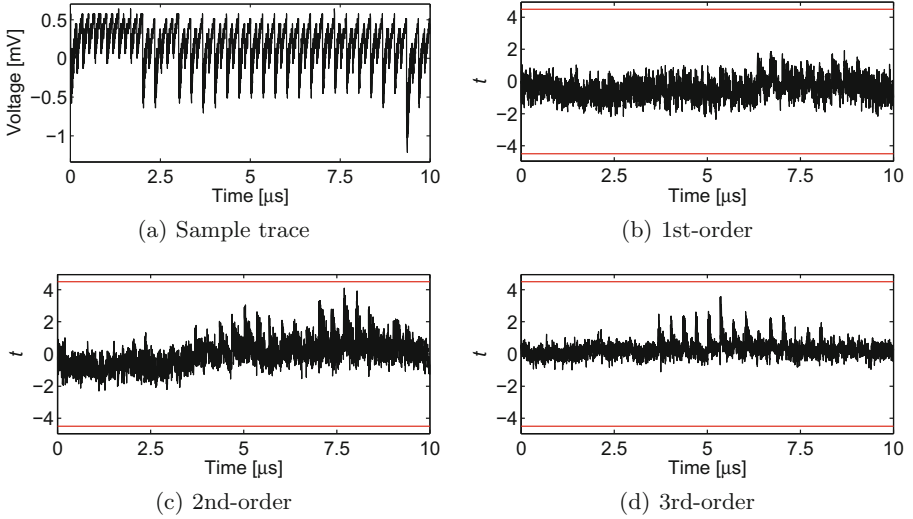 0.5
0
−0.5
−1
Voltage [mV]
0 2.5 5 7.5 10
Time [µs]
(a) Sample trace
4
2
0
−2
−4
t
0 2.5 5 7.5 10
Time [µs]
(b) 1st-order
4
2
0
−2
−4
t
0 2.5 5 7.5 10
Time [µs]
(c) 2nd-order
4
2
0
−2
−4
t
0 2.5 5 7.5 10
Time [µs]
(d) 3rd-order